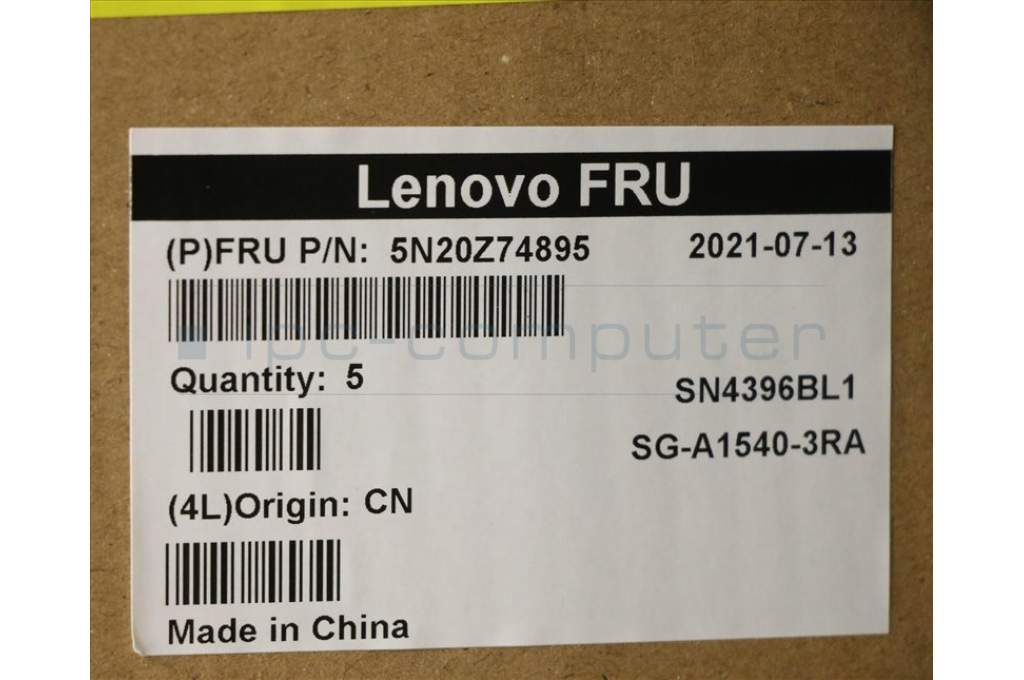 Lenovo FRU
(P)FRU P/N: 5N20Z74895
2021-07-13
ipc-computer
Quantity: 5
SN4396BL1
SG-A1540-3RA
(4L)Origin: CN
Made in China